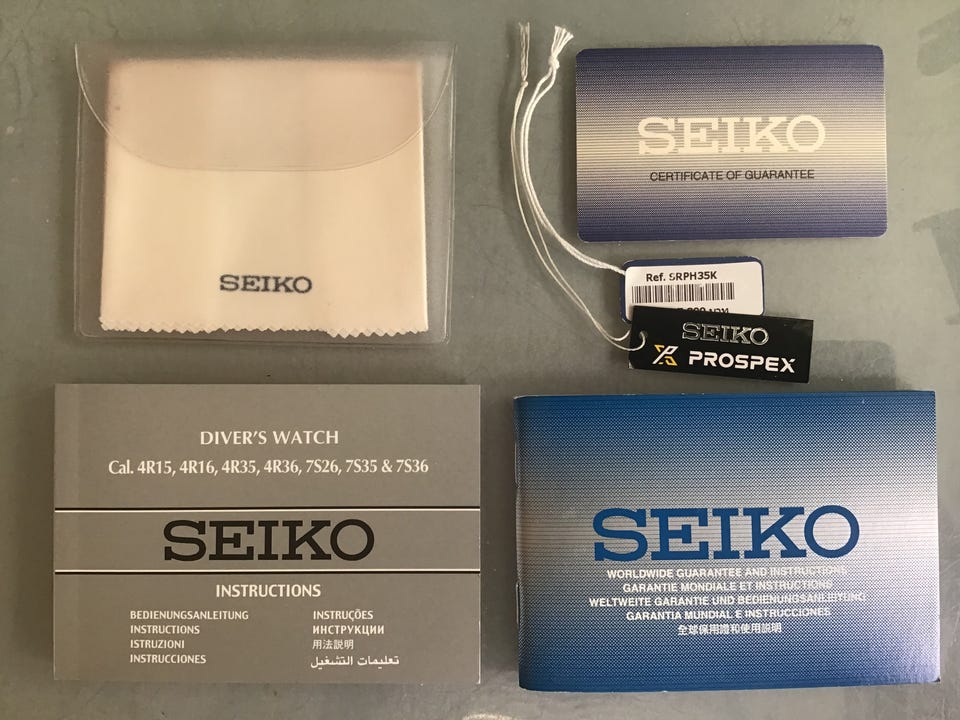 SEIKO
SEIKO
CERTIFICATE OF GUARANTEE
Ref. SRPH35K
SEIKO
PROSPEX
DIVER'S WATCH
Cal. 4R15, 4R16, 4R35, 4R36, 7S26, 7S35 & 7S36
SEIKO
INSTRUCTIONS
BEDIENUNGSANLEITUNG
INSTRUCTIONS
ISTRUZIONI
INSTRUCCIONES
INSTRUÇÕES
ИНСТРУКЦИИ
用法説明
تعليمات التشغيل
SEIKO
WORLDWIDE GUARANTEE AND INSTRUCTIONS
GARANTIE MONDIALE ET INSTRUCTIONS
WELTWEITE GARANTIE UND BEDIENUNGSANLEITUNG
GARANTIA MUNDIAL E INSTRUCCIONES
全球保用證和使用説明